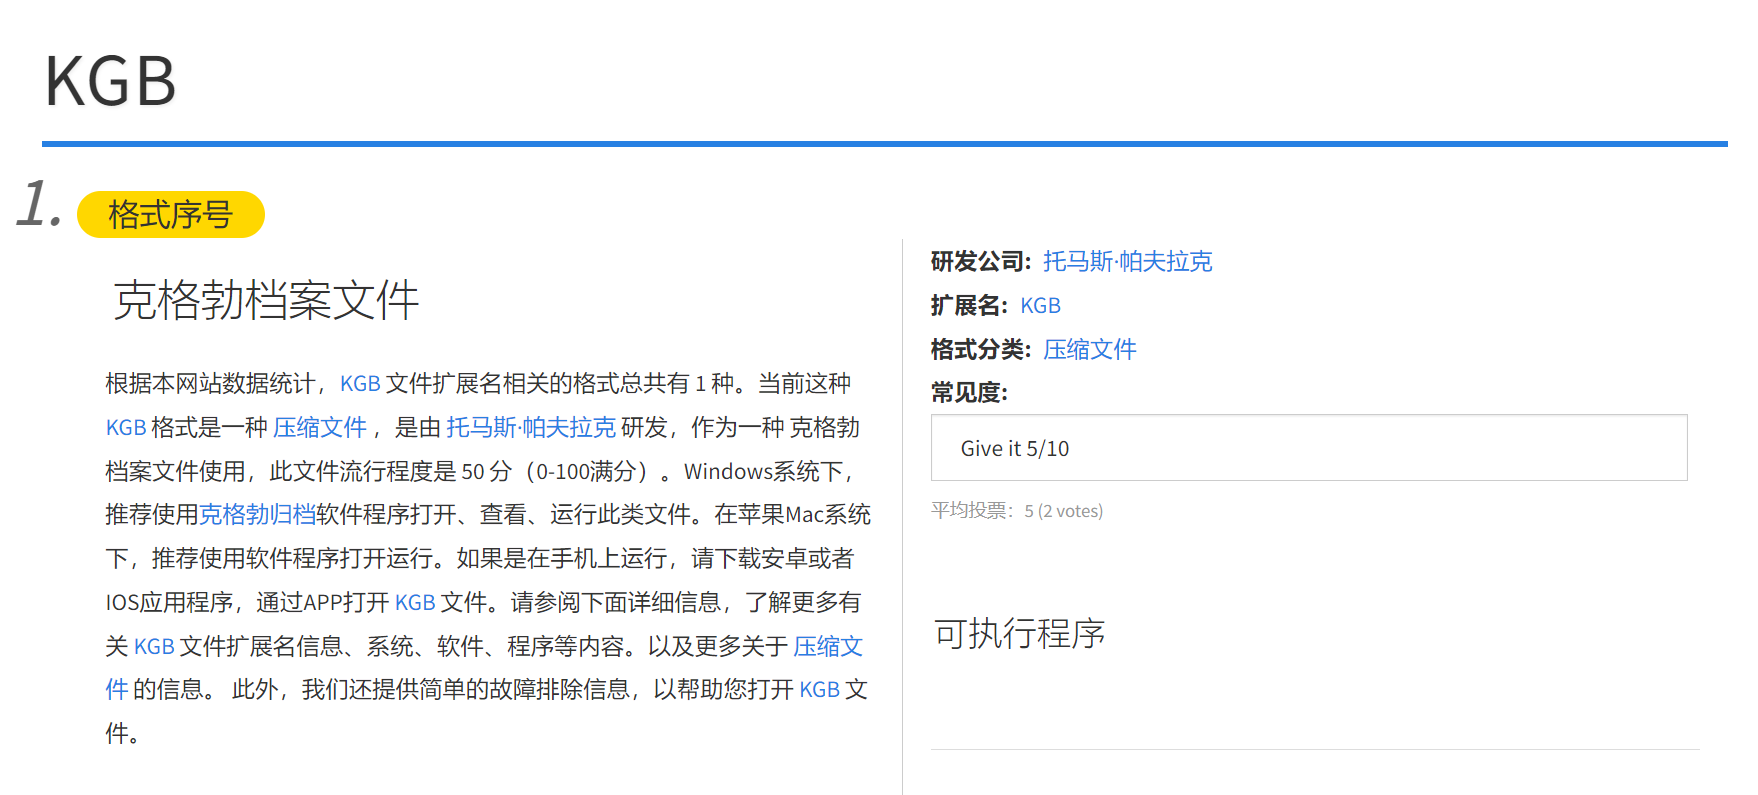 KGB
1. 格式序号
克格勃档案文件
根据本网站数据统计，KGB 文件扩展名相关的格式总共有 1 种。当前这种
KGB 格式是一种 压缩文件 ，是由 托马斯·帕夫拉克 研发，作为一种 克格勃
档案文件使用，此文件流行程度是 50 分（0-100满分）。Windows系统下，
推荐使用克格勃归档软件程序打开、查看、运行此类文件。在苹果Mac系统
下，推荐使用软件程序打开运行。如果是在手机上运行，请下载安卓或者
IOS应用程序，通过APP打开 KGB 文件。请参阅下面详细信息，了解更多有
关 KGB 文件扩展名信息、系统、软件、程序等内容。以及更多关于 压缩文
件 的信息。 此外，我们还提供简单的故障排除信息，以帮助您打开 KGB 文
件。
研发公司: 托马斯·帕夫拉克
扩展名: KGB
格式分类: 压缩文件
常见度:
Give it 5/10
平均投票：5 (2 votes)
可执行程序